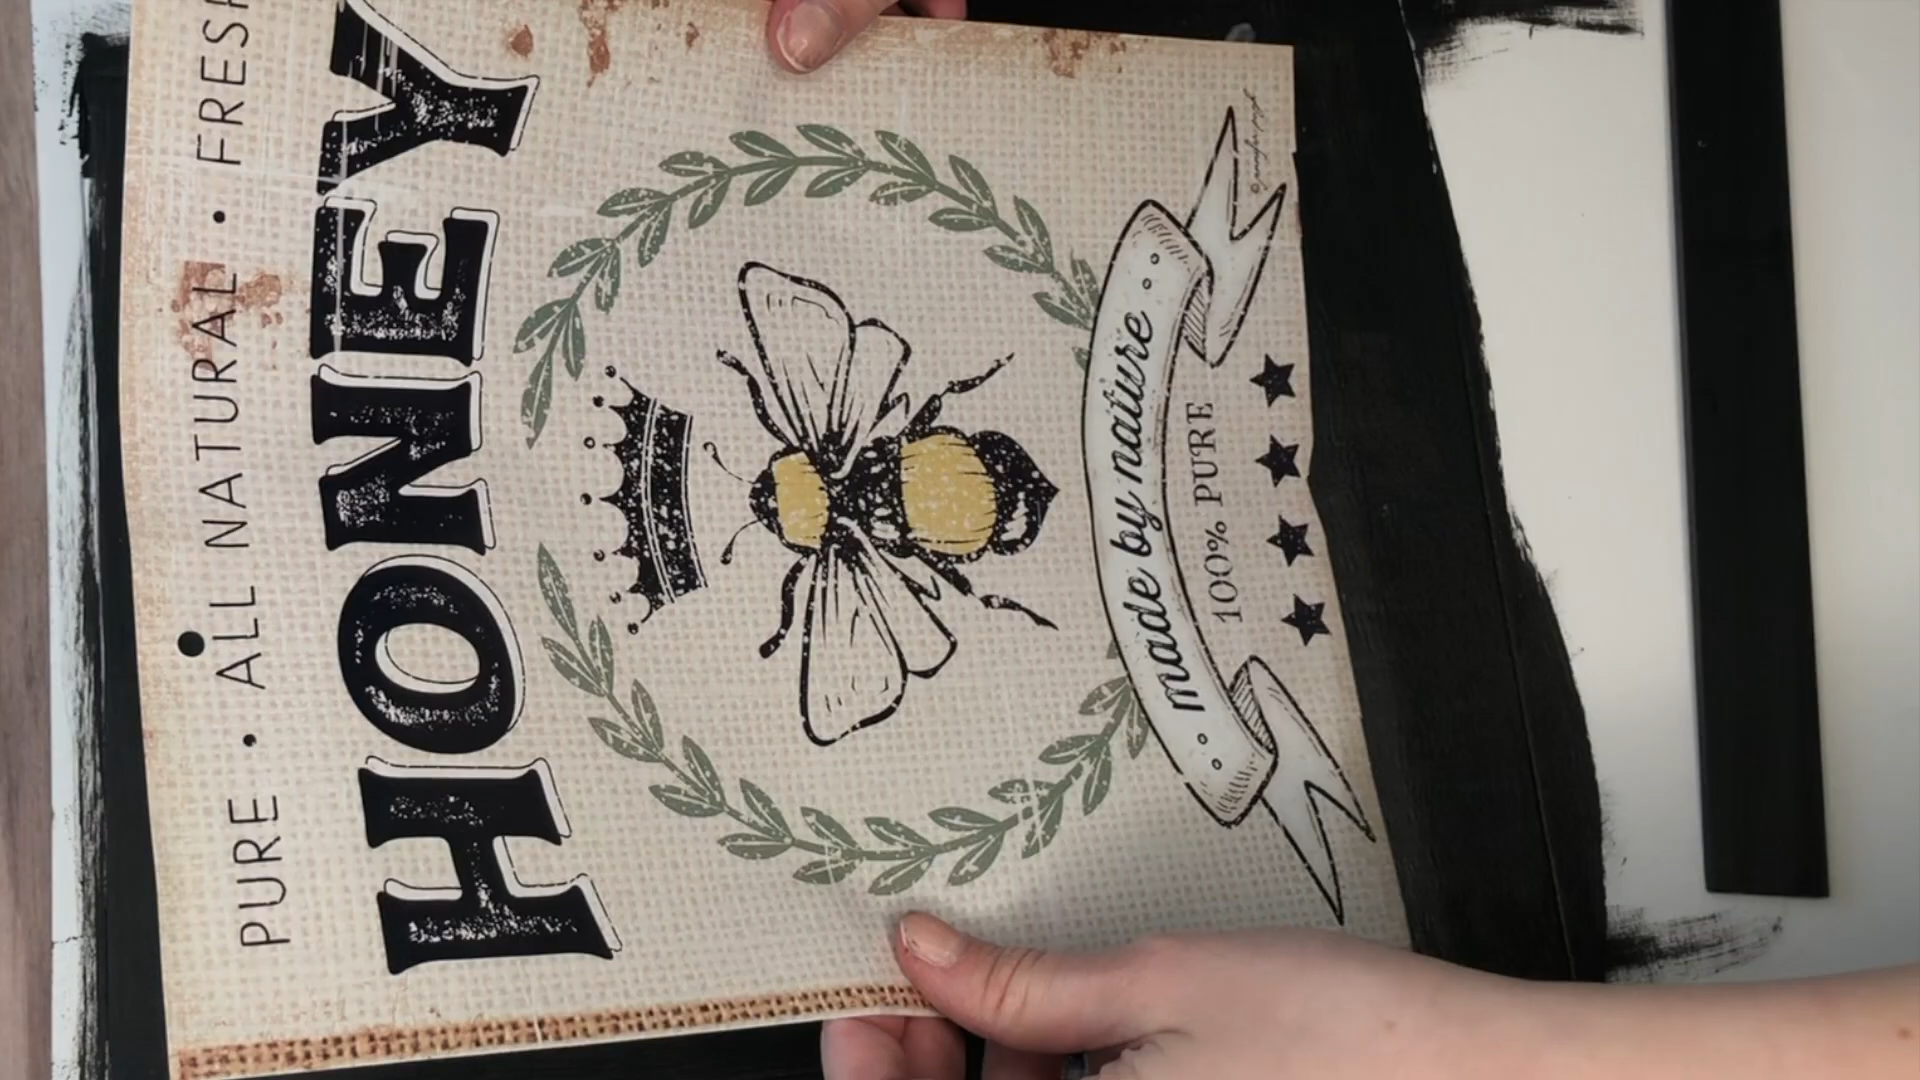 PURE • ALL NATURAL • FRESH
HONEY
made by nature
100% PURE